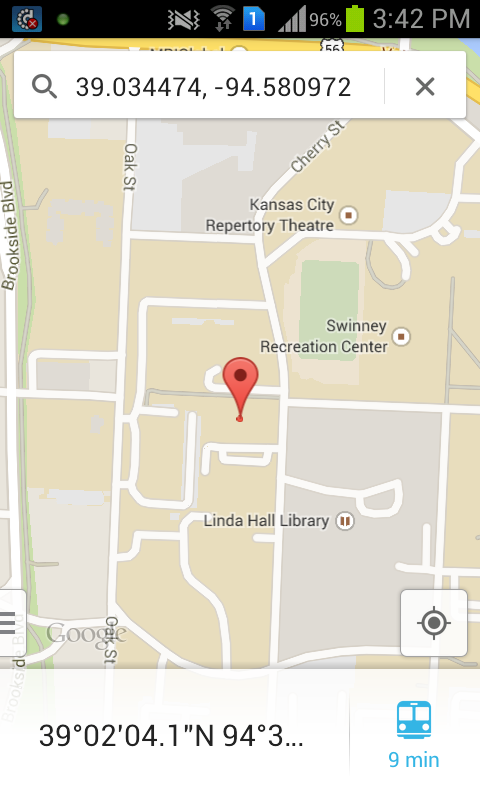 1
96%
3:42 PM
56
39.034474, -94.580972
Oak St
Cherry St
Brookside Blvd
Kansas City
Repertory Theatre
Swinney
Recreation Center
Linda Hall Library
Google
Oak St
Brookside Blvd
39°02'04.1"N 94°3...
9 min